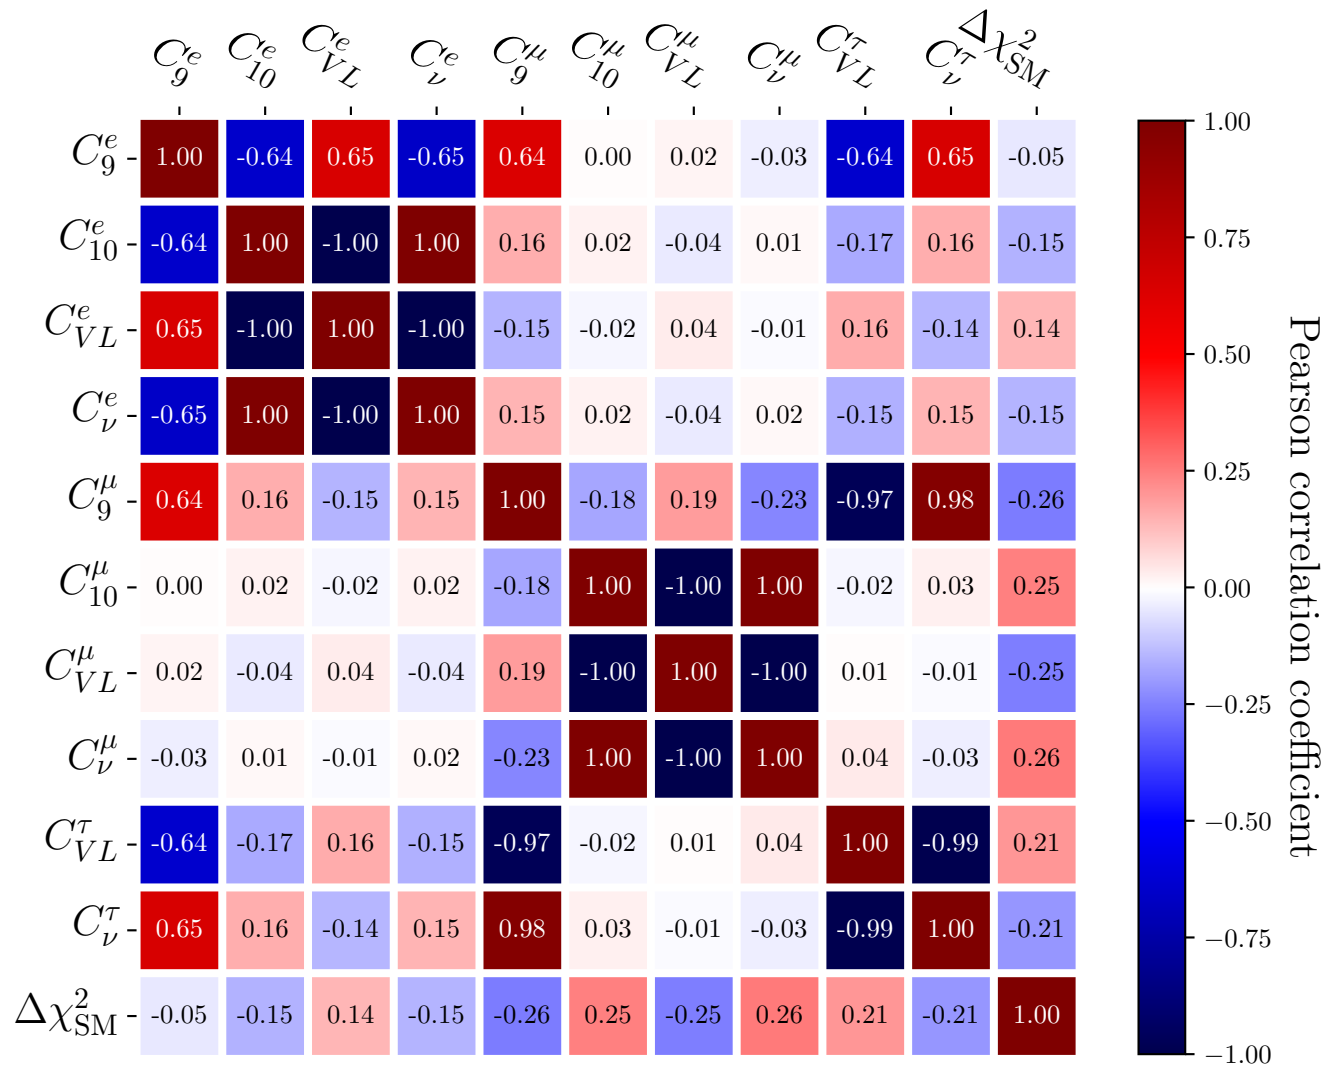 C_9^e C_10^e C_VL^e C_ν^e C_9^μ C_10^μ C_VL^μ C_ν^μ C_VL^τ C_ν^τ Δχ²_SM
C_9^e 1.00 -0.64 0.65 -0.65 0.64 0.00 0.02 -0.03 -0.64 0.65 -0.05
C_10^e -0.64 1.00 -1.00 1.00 0.16 0.02 -0.04 0.01 -0.17 0.16 -0.15
C_VL^e 0.65 -1.00 1.00 -1.00 -0.15 -0.02 0.04 -0.01 0.16 -0.14 0.14
C_ν^e -0.65 1.00 -1.00 1.00 0.15 0.02 -0.04 0.02 -0.15 0.15 -0.15
C_9^μ 0.64 0.16 -0.15 0.15 1.00 -0.18 0.19 -0.23 -0.97 0.98 -0.26
C_10^μ 0.00 0.02 -0.02 0.02 -0.18 1.00 -1.00 1.00 -0.02 0.03 0.25
C_VL^μ 0.02 -0.04 0.04 -0.04 0.19 -1.00 1.00 -1.00 0.01 -0.01 -0.25
C_ν^μ -0.03 0.01 -0.01 0.02 -0.23 1.00 -1.00 1.00 0.04 -0.03 0.26
C_VL^τ -0.64 -0.17 0.16 -0.15 -0.97 -0.02 0.01 0.04 1.00 -0.99 0.21
C_ν^τ 0.65 0.16 -0.14 0.15 0.98 0.03 -0.01 -0.03 -0.99 1.00 -0.21
Δχ²_SM -0.05 -0.15 0.14 -0.15 -0.26 0.25 -0.25 0.26 0.21 -0.21 1.00
1.00
0.75
0.50
0.25
0.00
−0.25
−0.50
−0.75
−1.00
Pearson correlation coefficient